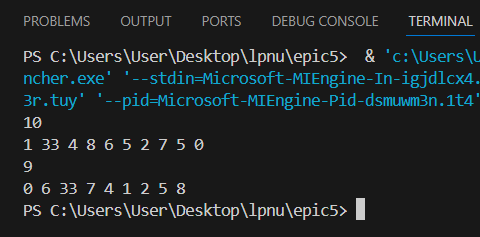 PROBLEMS OUTPUT PORTS DEBUG CONSOLE TERMINAL
PS C:\Users\User\Desktop\lpnu\epic5> & 'c:\Users\U
ncher.exe' '--stdin=Microsoft-MIEngine-In-igjdlcx4.
3r.tuy' '--pid=Microsoft-MIEngine-Pid-dsmuwm3n.1t4'
10
1 33 4 8 6 5 2 7 5 0
9
0 6 33 7 4 1 2 5 8
PS C:\Users\User\Desktop\lpnu\epic5>